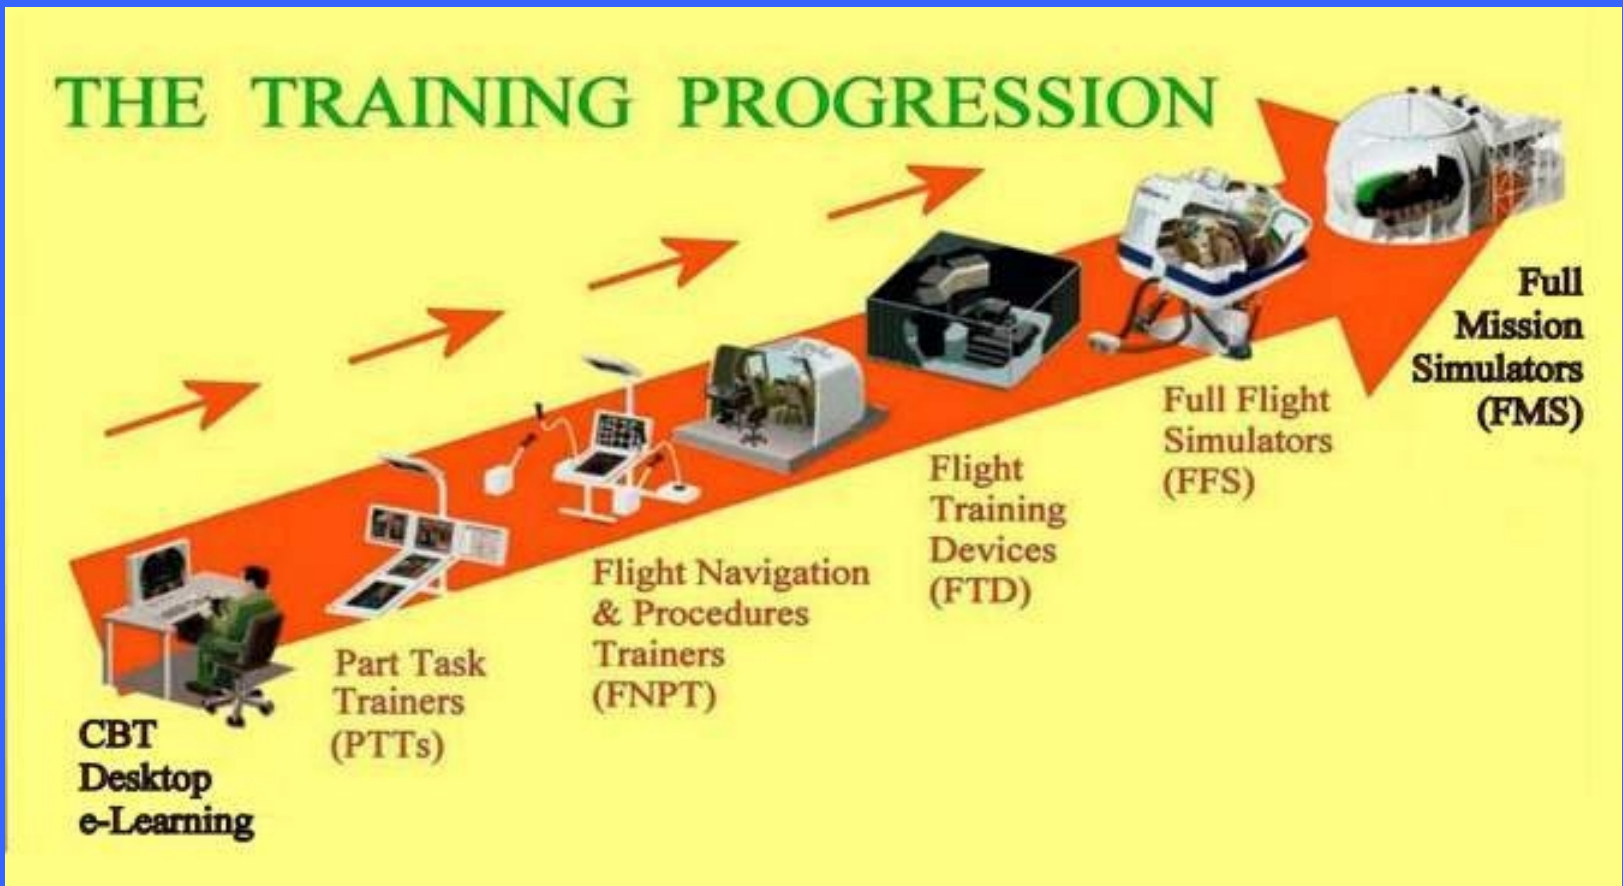 THE TRAINING PROGRESSION
CBT
Desktop
e-Learning
Part Task
Trainers
(PTTs)
Flight Navigation
& Procedures
Trainers
(FNPT)
Flight
Training
Devices
(FTD)
Full Flight
Simulators
(FFS)
Full
Mission
Simulators
(FMS)